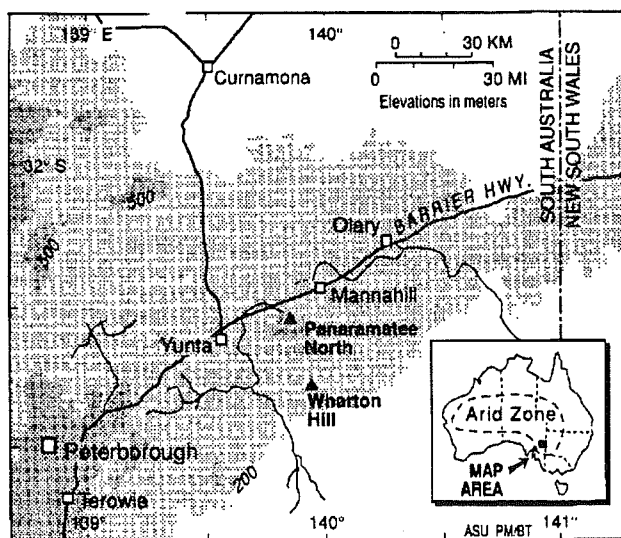 139° E
140°
0 30 KM
0 30 MI
Elevations in meters
Curnamona
SOUTH AUSTRALIA
NEW SOUTH WALES
32° S
500
500
BARRIER HWY.
Olary
Mannahill
Panaramatee
North
Yunta
Wharton
Hill
Arid Zone
MAP
AREA
Peterborough
200
Terowie
139°
140°
141°
ASU PM/BT